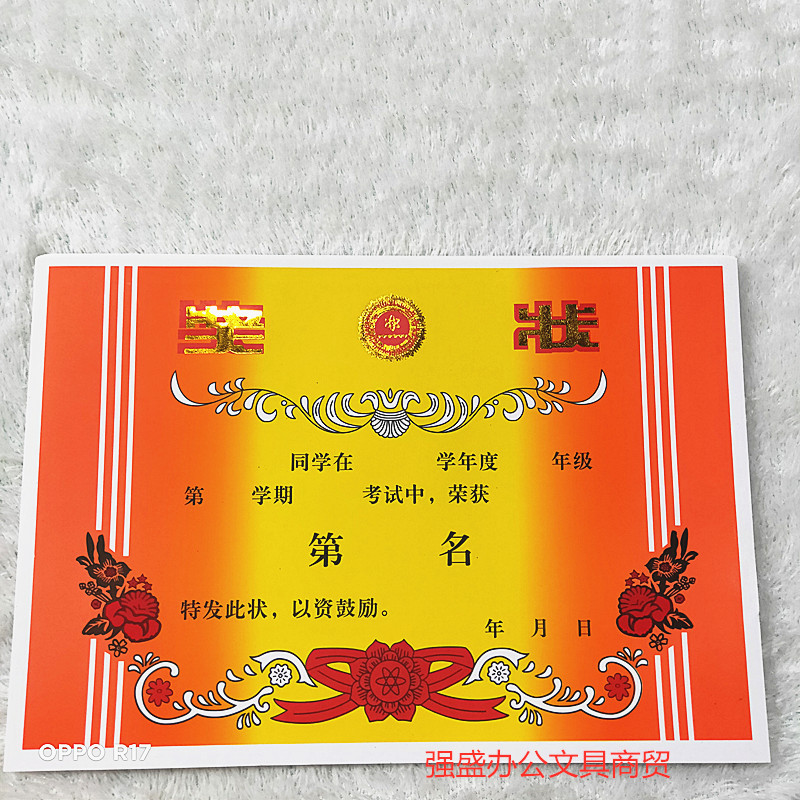 奖 状
同学在 学年度 年级
第 学期 考试中，荣获
第 名
特发此状，以资鼓励。
年 月 日
OPPO R17
强盛办公文具商贸